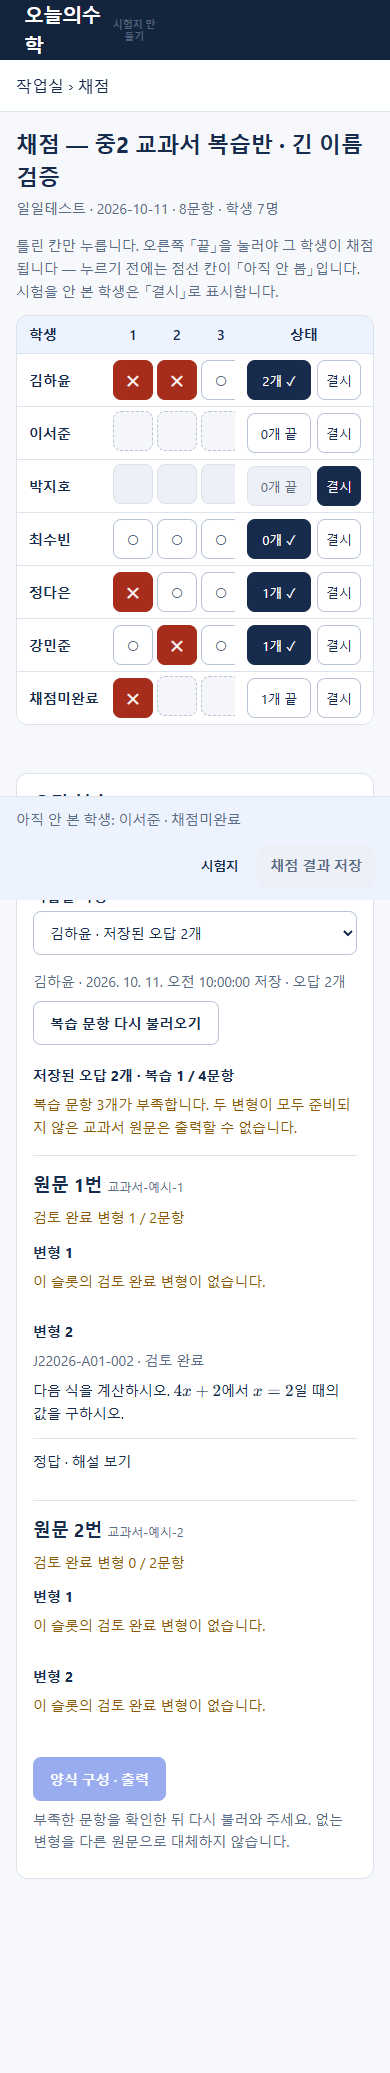 오늘의수
학
시험지 만
들기
작업실 › 채점
채점 — 중2 교과서 복습반 · 긴 이름
검증
일일테스트 · 2026-10-11 · 8문항 · 학생 7명
틀린 칸만 누릅니다. 오른쪽 「끝」을 눌러야 그 학생이 채점
됩니다 — 누르기 전에는 점선 칸이 「아직 안 봄」입니다.
시험을 안 본 학생은 「결시」로 표시합니다.
학생 1 2 3 상태
김하윤 ✕ ✕ ○ 2개 ✓ 결시
이서준 0개 끝 결시
박지호 0개 끝 결시
최수빈 ○ ○ ○ 0개 ✓ 결시
정다은 ✕ ○ ○ 1개 ✓ 결시
강민준 ○ ✕ ○ 1개 ✓ 결시
채점미완료 ✕ 1개 끝 결시
아직 안 본 학생: 이서준 · 채점미완료
시험지 채점 결과 저장
김하윤 · 저장된 오답 2개
김하윤 · 2026. 10. 11. 오전 10:00:00 저장 · 오답 2개
복습 문항 다시 불러오기
저장된 오답 2개 · 복습 1 / 4문항
복습 문항 3개가 부족합니다. 두 변형이 모두 준비되
지 않은 교과서 원문은 출력할 수 없습니다.
원문 1번 교과서-예시-1
검토 완료 변형 1 / 2문항
변형 1
이 슬롯의 검토 완료 변형이 없습니다.
변형 2
J22026-A01-002 · 검토 완료
다음 식을 계산하시오. 4x + 2에서 x = 2일 때의
값을 구하시오.
정답 · 해설 보기
원문 2번 교과서-예시-2
검토 완료 변형 0 / 2문항
변형 1
이 슬롯의 검토 완료 변형이 없습니다.
변형 2
이 슬롯의 검토 완료 변형이 없습니다.
양식 구성 · 출력
부족한 문항을 확인한 뒤 다시 불러와 주세요. 없는
변형을 다른 원문으로 대체하지 않습니다.